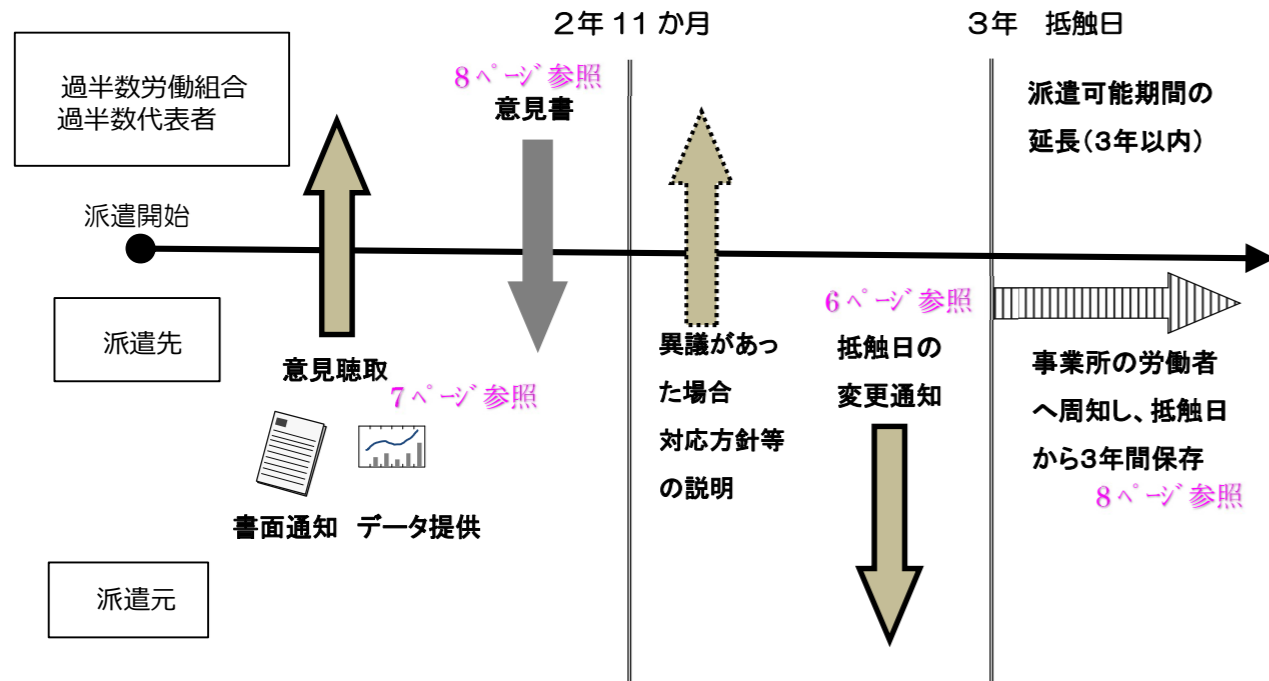 2年11か月
3年　抵触日
過半数労働組合
過半数代表者
8ページ参照
意見書
派遣可能期間の
延長(3年以内)
派遣開始
派遣先
意見聴取
7ページ参照
書面通知
データ提供
異議があっ
た場合
対応方針等
の説明
6ページ参照
抵触日の
変更通知
事業所の労働者
へ周知し、抵触日
から3年間保存
8ページ参照
派遣元